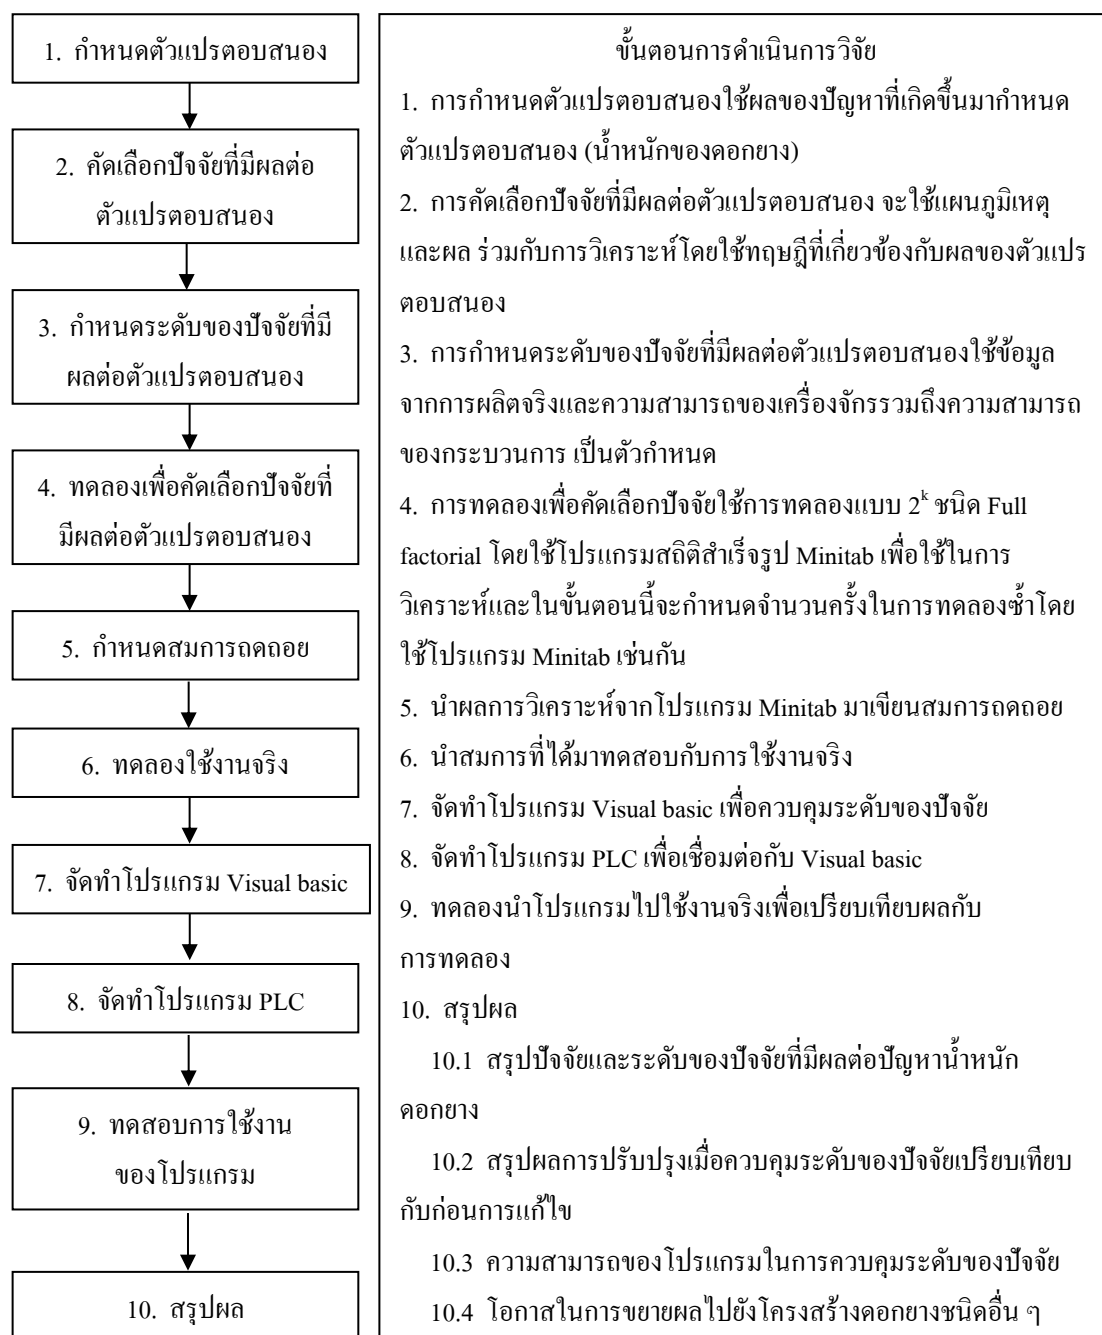 1. กำหนดตัวแปรตอบสนอง
2. คัดเลือกปัจจัยที่มีผลต่อ
ตัวแปรตอบสนอง
3. กำหนดระดับของปัจจัยที่มี
ผลต่อตัวแปรตอบสนอง
4. ทดลองเพื่อคัดเลือกปัจจัยที่
มีผลต่อตัวแปรตอบสนอง
5. กำหนดสมการถดถอย
6. ทดลองใช้งานจริง
7. จัดทำโปรแกรม Visual basic
8. จัดทำโปรแกรม PLC
9. ทดสอบการใช้งาน
ของโปรแกรม
10. สรุปผล
ขั้นตอนการดำเนินการวิจัย
1. การกำหนดตัวแปรตอบสนองใช้ผลของปัญหาที่เกิดขึ้นมากำหนด
ตัวแปรตอบสนอง (น้ำหนักของดอกยาง)
2. การคัดเลือกปัจจัยที่มีผลต่อตัวแปรตอบสนอง จะใช้แผนภูมิเหตุ
และผล ร่วมกับการวิเคราะห์โดยใช้ทฤษฎีที่เกี่ยวข้องกับผลของตัวแปร
ตอบสนอง
3. การกำหนดระดับของปัจจัยที่มีผลต่อตัวแปรตอบสนองใช้ข้อมูล
จากการผลิตจริงและความสามารถของเครื่องจักรรวมถึงความสามารถ
ของกระบวนการ เป็นตัวกำหนด
4. การทดลองเพื่อคัดเลือกปัจจัยใช้การทดลองแบบ 2^k ชนิด Full
factorial โดยใช้โปรแกรมสถิติสำเร็จรูป Minitab เพื่อใช้ในการ
วิเคราะห์และในขั้นตอนนี้จะกำหนดจำนวนครั้งในการทดลองซ้ำโดย
ใช้โปรแกรม Minitab เช่นกัน
5. นำผลการวิเคราะห์จากโปรแกรม Minitab มาเขียนสมการถดถอย
6. นำสมการที่ได้มาทดสอบกับการใช้งานจริง
7. จัดทำโปรแกรม Visual basic เพื่อควบคุมระดับของปัจจัย
8. จัดทำโปรแกรม PLC เพื่อเชื่อมต่อกับ Visual basic
9. ทดลองนำโปรแกรมไปใช้งานจริงเพื่อเปรียบเทียบผลกับ
การทดลอง
10. สรุปผล
10.1 สรุปปัจจัยและระดับของปัจจัยที่มีผลต่อปัญหาน้ำหนัก
ดอกยาง
10.2 สรุปผลการปรับปรุงเมื่อควบคุมระดับของปัจจัยเปรียบเทียบ
กับก่อนการแก้ไข
10.3 ความสามารถของโปรแกรมในการควบคุมระดับของปัจจัย
10.4 โอกาสในการขยายผลไปยังโครงสร้างดอกยางชนิดอื่น ๆ